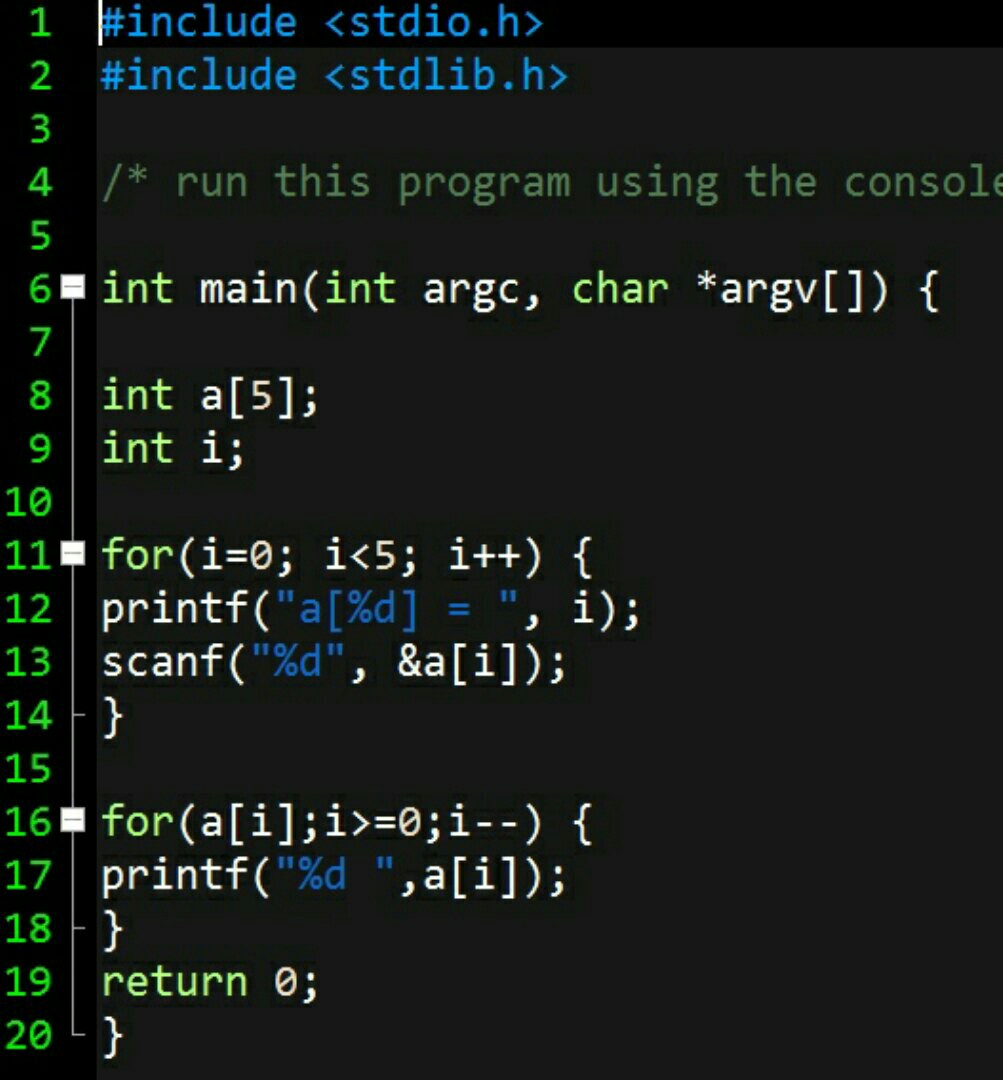 1 #include <stdio.h>
2 #include <stdlib.h>
3
4 /* run this program using the console
5
6 int main(int argc, char *argv[]) {
7
8 int a[5];
9 int i;
10
11 for(i=0; i<5; i++) {
12 printf("a[%d] = ", i);
13 scanf("%d", &a[i]);
14 }
15
16 for(a[i];i>=0;i--) {
17 printf("%d ",a[i]);
18 }
19 return 0;
20 }